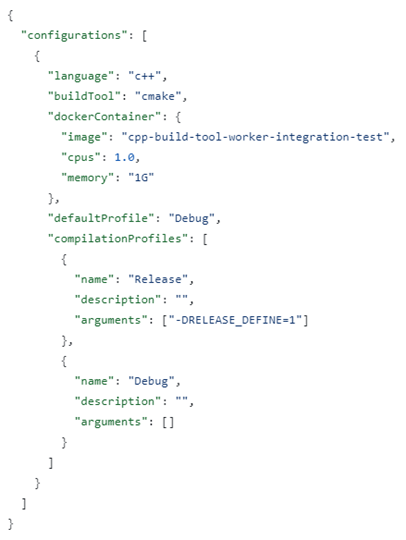 {
  "configurations": [
    {
      "language": "c++",
      "buildTool": "cmake",
      "dockerContainer": {
        "image": "cpp-build-tool-worker-integration-test",
        "cpus": 1.0,
        "memory": "1G"
      },
      "defaultProfile": "Debug",
      "compilationProfiles": [
        {
          "name": "Release",
          "description": "",
          "arguments": ["-DRELEASE_DEFINE=1"]
        },
        {
          "name": "Debug",
          "description": "",
          "arguments": []
        }
      ]
    }
  ]
}